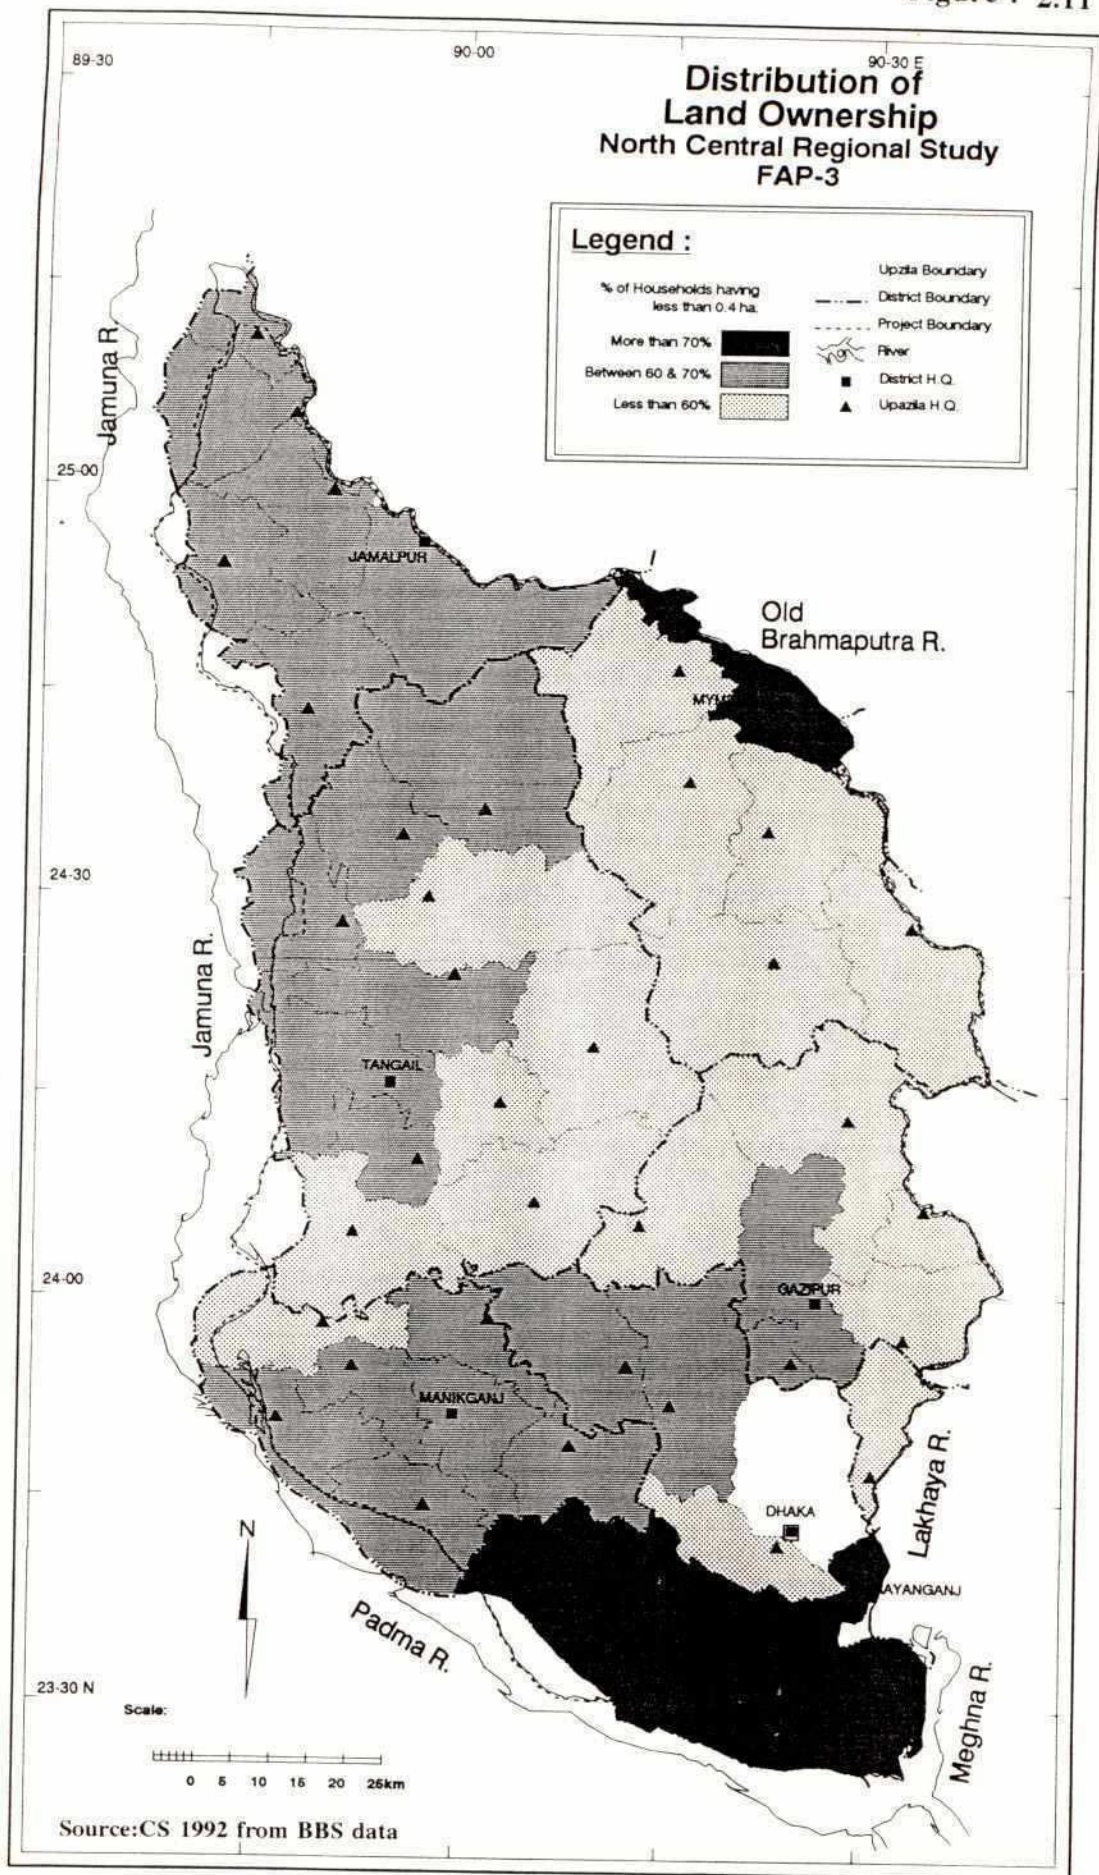 2.11
89-30
90-00
90-30 E
Distribution of
Land Ownership
North Central Regional Study
FAP-3
Legend :
% of Households having
less than 0.4 ha.
More than 70%
Between 60 & 70%
Less than 60%
Upzila Boundary
District Boundary
Project Boundary
River
District H.Q.
Upazila H.Q.
Jamuna R.
25-00
JAMALPUR
Old
Brahmaputra R.
MYM
24-30
Jamuna R.
TANGAIL
24-00
GAZIPUR
MANIKGANJ
Lakhaya R.
DHAKA
N
AYANGANJ
Padma R.
Meghna R.
23-30 N
Scale:
0 5 10 15 20 25km
Source:CS 1992 from BBS data